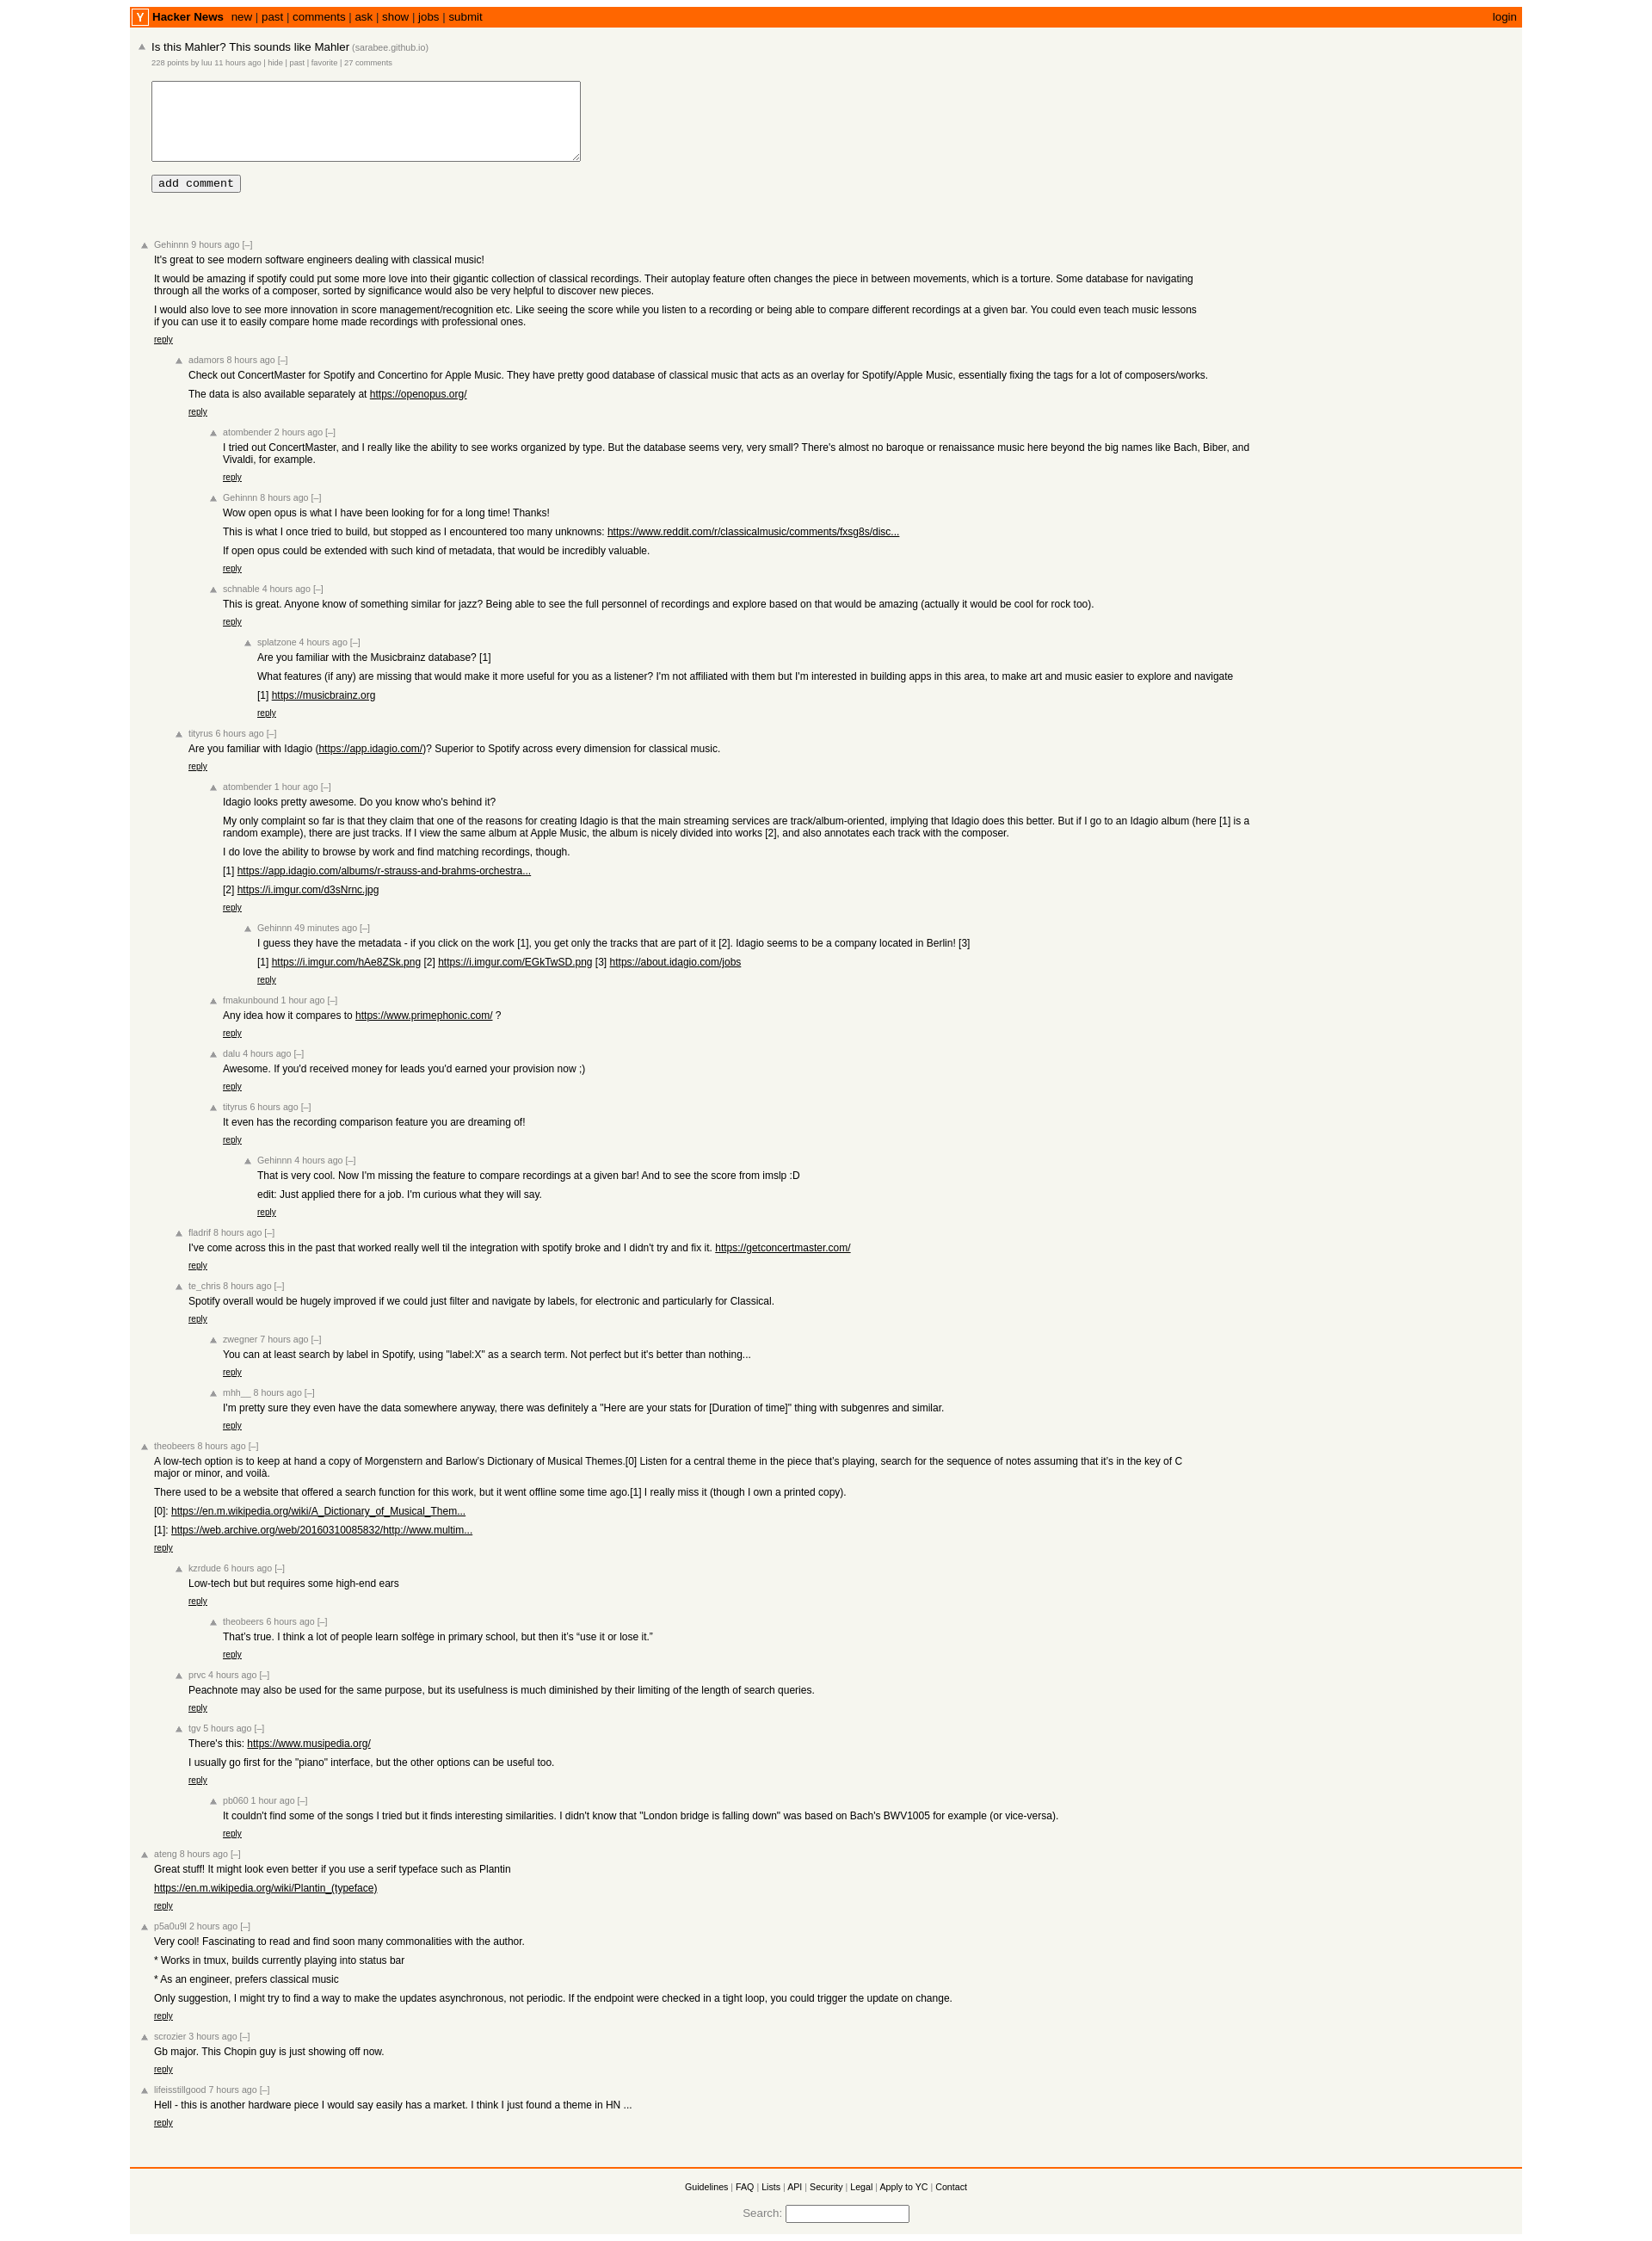 Y Hacker News new | past | comments | ask | show | jobs | submit login
Is this Mahler? This sounds like Mahler (sarabee.github.io)
228 points by luu 11 hours ago | hide | past | favorite | 27 comments
add comment
Gehinnn 9 hours ago [–]
It's great to see modern software engineers dealing with classical music!
It would be amazing if spotify could put some more love into their gigantic collection of classical recordings. Their autoplay feature often changes the piece in between movements, which is a torture. Some database for navigating
through all the works of a composer, sorted by significance would also be very helpful to discover new pieces.
I would also love to see more innovation in score management/recognition etc. Like seeing the score while you listen to a recording or being able to compare different recordings at a given bar. You could even teach music lessons
if you can use it to easily compare home made recordings with professional ones.
reply
adamors 8 hours ago [–]
Check out ConcertMaster for Spotify and Concertino for Apple Music. They have pretty good database of classical music that acts as an overlay for Spotify/Apple Music, essentially fixing the tags for a lot of composers/works.
The data is also available separately at https://openopus.org/
reply
atombender 2 hours ago [–]
I tried out ConcertMaster, and I really like the ability to see works organized by type. But the database seems very, very small? There's almost no baroque or renaissance music here beyond the big names like Bach, Biber, and
Vivaldi, for example.
reply
Gehinnn 8 hours ago [–]
Wow open opus is what I have been looking for for a long time! Thanks!
This is what I once tried to build, but stopped as I encountered too many unknowns: https://www.reddit.com/r/classicalmusic/comments/fxsg8s/disc...
If open opus could be extended with such kind of metadata, that would be incredibly valuable.
reply
schnable 4 hours ago [–]
This is great. Anyone know of something similar for jazz? Being able to see the full personnel of recordings and explore based on that would be amazing (actually it would be cool for rock too).
reply
splatzone 4 hours ago [–]
Are you familiar with the Musicbrainz database? [1]
What features (if any) are missing that would make it more useful for you as a listener? I'm not affiliated with them but I'm interested in building apps in this area, to make art and music easier to explore and navigate
[1] https://musicbrainz.org
reply
tityrus 6 hours ago [–]
Are you familiar with Idagio (https://app.idagio.com/)? Superior to Spotify across every dimension for classical music.
reply
atombender 1 hour ago [–]
Idagio looks pretty awesome. Do you know who's behind it?
My only complaint so far is that they claim that one of the reasons for creating Idagio is that the main streaming services are track/album-oriented, implying that Idagio does this better. But if I go to an Idagio album (here [1] is a
random example), there are just tracks. If I view the same album at Apple Music, the album is nicely divided into works [2], and also annotates each track with the composer.
I do love the ability to browse by work and find matching recordings, though.
[1] https://app.idagio.com/albums/r-strauss-and-brahms-orchestra...
[2] https://i.imgur.com/d3sNrnc.jpg
reply
Gehinnn 49 minutes ago [–]
I guess they have the metadata - if you click on the work [1], you get only the tracks that are part of it [2]. Idagio seems to be a company located in Berlin! [3]
[1] https://i.imgur.com/hAe8ZSk.png [2] https://i.imgur.com/EGkTwSD.png [3] https://about.idagio.com/jobs
reply
fmakunbound 1 hour ago [–]
Any idea how it compares to https://www.primephonic.com/ ?
reply
dalu 4 hours ago [–]
Awesome. If you'd received money for leads you'd earned your provision now ;)
reply
tityrus 6 hours ago [–]
It even has the recording comparison feature you are dreaming of!
reply
Gehinnn 4 hours ago [–]
That is very cool. Now I'm missing the feature to compare recordings at a given bar! And to see the score from imslp :D
edit: Just applied there for a job. I'm curious what they will say.
reply
fladrif 8 hours ago [–]
I've come across this in the past that worked really well til the integration with spotify broke and I didn't try and fix it. https://getconcertmaster.com/
reply
te_chris 8 hours ago [–]
Spotify overall would be hugely improved if we could just filter and navigate by labels, for electronic and particularly for Classical.
reply
zwegner 7 hours ago [–]
You can at least search by label in Spotify, using "label:X" as a search term. Not perfect but it's better than nothing...
reply
mhh__ 8 hours ago [–]
I'm pretty sure they even have the data somewhere anyway, there was definitely a "Here are your stats for [Duration of time]" thing with subgenres and similar.
reply
theobeers 8 hours ago [–]
A low-tech option is to keep at hand a copy of Morgenstern and Barlow’s Dictionary of Musical Themes.[0] Listen for a central theme in the piece that’s playing, search for the sequence of notes assuming that it’s in the key of C
major or minor, and voilà.
There used to be a website that offered a search function for this work, but it went offline some time ago.[1] I really miss it (though I own a printed copy).
[0]: https://en.m.wikipedia.org/wiki/A_Dictionary_of_Musical_Them...
[1]: https://web.archive.org/web/20160310085832/http://www.multim...
reply
kzrdude 6 hours ago [–]
Low-tech but but requires some high-end ears
reply
theobeers 6 hours ago [–]
That’s true. I think a lot of people learn solfège in primary school, but then it’s “use it or lose it.”
reply
prvc 4 hours ago [–]
Peachnote may also be used for the same purpose, but its usefulness is much diminished by their limiting of the length of search queries.
reply
tgv 5 hours ago [–]
There's this: https://www.musipedia.org/
I usually go first for the "piano" interface, but the other options can be useful too.
reply
pb060 1 hour ago [–]
It couldn't find some of the songs I tried but it finds interesting similarities. I didn't know that "London bridge is falling down" was based on Bach's BWV1005 for example (or vice-versa).
reply
ateng 8 hours ago [–]
Great stuff! It might look even better if you use a serif typeface such as Plantin
https://en.m.wikipedia.org/wiki/Plantin_(typeface)
reply
p5a0u9l 2 hours ago [–]
Very cool! Fascinating to read and find soon many commonalities with the author.
* Works in tmux, builds currently playing into status bar
* As an engineer, prefers classical music
Only suggestion, I might try to find a way to make the updates asynchronous, not periodic. If the endpoint were checked in a tight loop, you could trigger the update on change.
reply
scrozier 3 hours ago [–]
Gb major. This Chopin guy is just showing off now.
reply
lifeisstillgood 7 hours ago [–]
Hell - this is another hardware piece I would say easily has a market. I think I just found a theme in HN ...
reply
Guidelines | FAQ | Lists | API | Security | Legal | Apply to YC | Contact
Search: